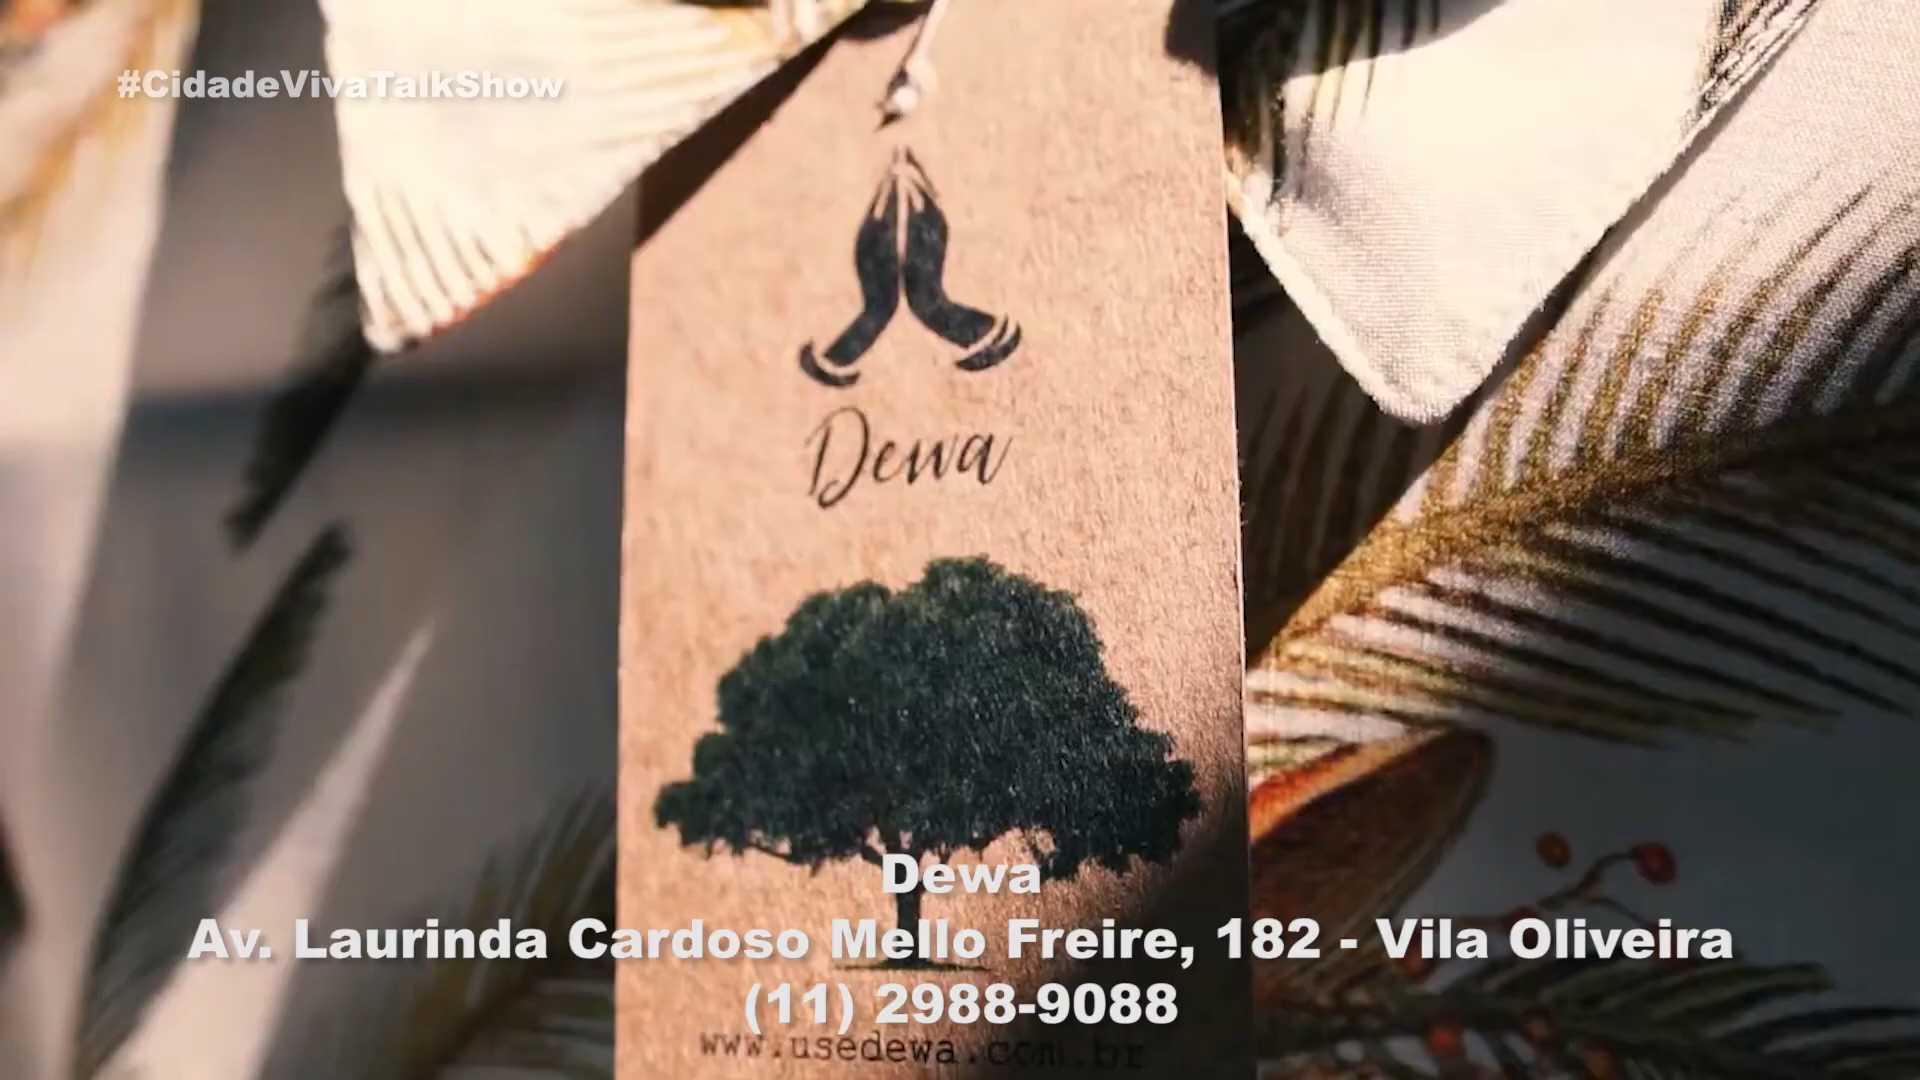 #CidadeVivaTalkShow
Dewa
Dewa
Av. Laurinda Cardoso Mello Freire, 182 - Vila Oliveira
(11) 2988-9088
www.usedewa.com.br